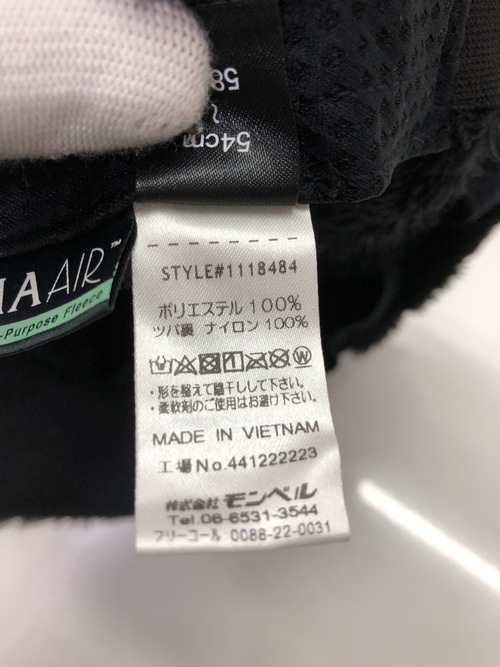 58
～
54cm
IA AIR™
-Purpose Fleece
STYLE#1118484
ポリエステル 100%
ツバ裏 ナイロン 100%
・形を整えて陰干しして下さい。
・柔軟剤のご使用はお避け下さい。
MADE IN VIETNAM
工場No.441222223
株式会社 モンベル
Tel.06-6531-3544
フリーコール 0088-22-0031